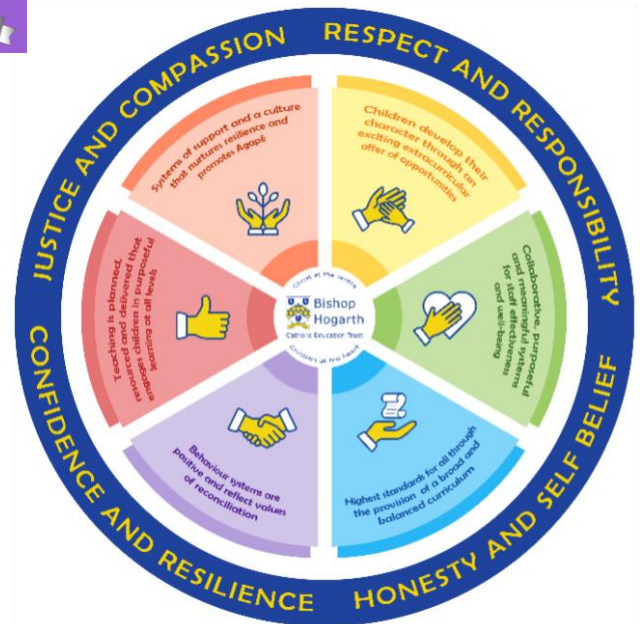 JUSTICE AND COMPASSION
RESPECT AND RESPONSIBILITY
HONESTY AND SELF BELIEF
CONFIDENCE AND RESILIENCE
Systems of support and a culture
that nurtures resilience and
promotes Agapé
Children develop their
character through an
exciting extracurricular
offer of opportunities
Collaborative, purposeful
and meaningful systems
for staff effectiveness
and well-being
Highest standards for all through
the provision of a broad and
balanced curriculum
Behaviour systems are
positive and reflect values
of reconciliation
Teaching is planned,
resourced and delivered that
engages children in purposeful
learning at all levels
Christ at the centre
Bishop
Hogarth
Catholic Education Trust
Children at the heart